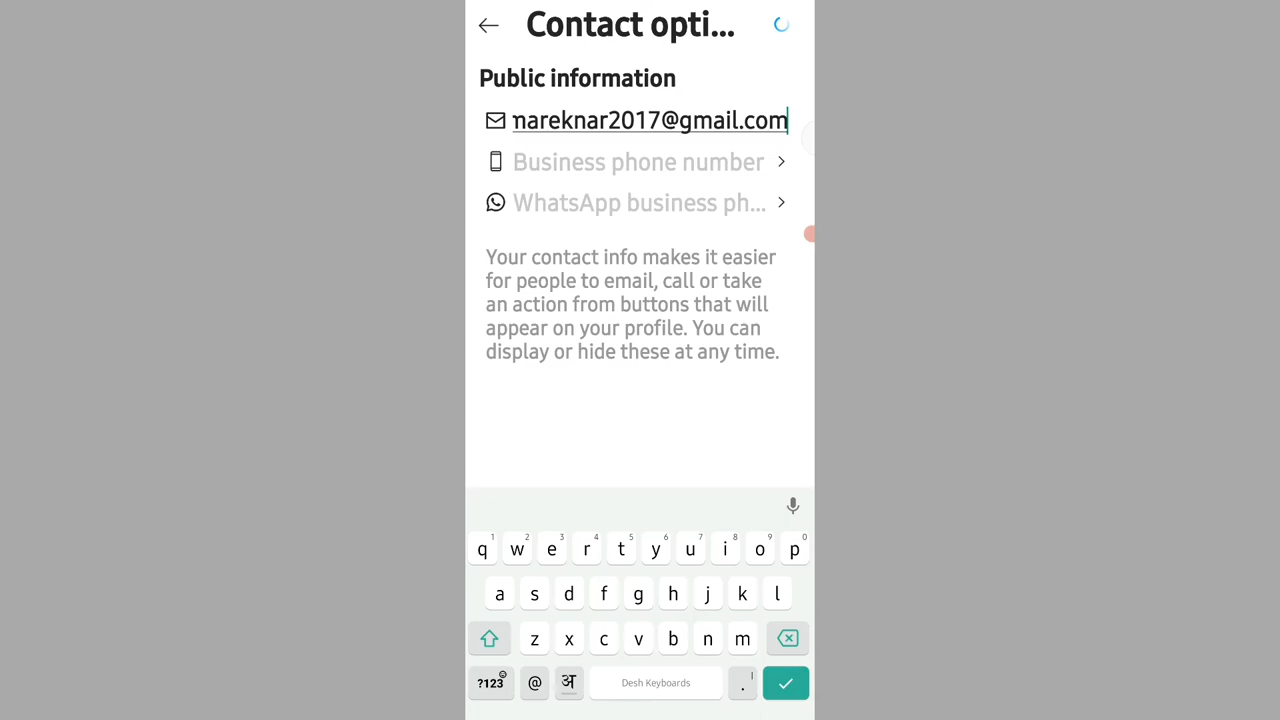 Contact opti...
Public information
nareknar2017@gmail.com
Business phone number
WhatsApp business ph...
Your contact info makes it easier
for people to email, call or take
an action from buttons that will
appear on your profile. You can
display or hide these at any time.
1 2 3 4 5 6 7 8 9 0
q w e r t y u i o p
a s d f g h j k l
z x c v b n m
?123 @ अ Desh Keyboards .